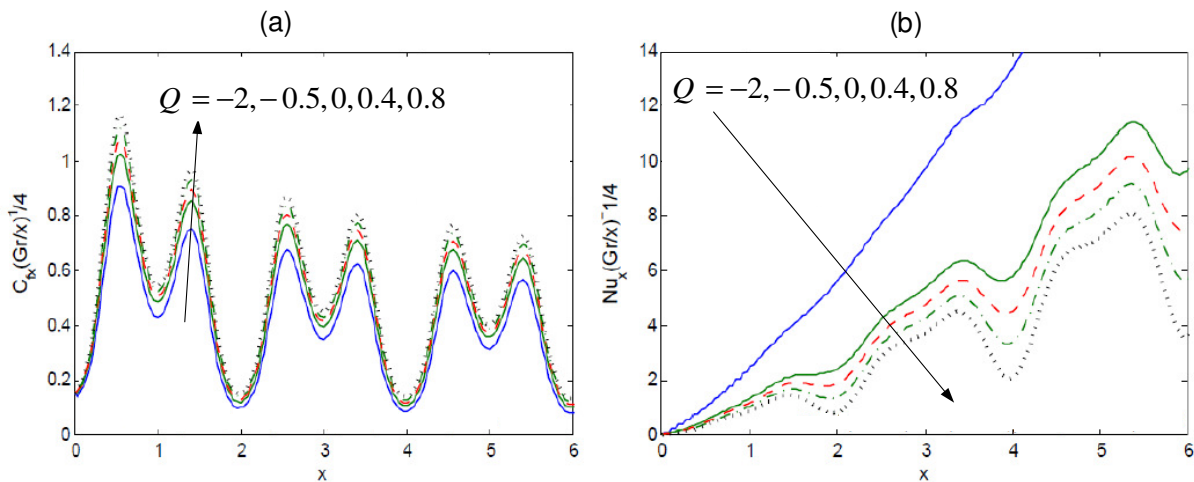 (a)
1.4
1.2
1
0.8
0.6
0.4
0.2
0
Q = −2, −0.5, 0, 0.4, 0.8
C_fx(Gr/x)^1/4
0 1 2 3 4 5 6
x
(b)
14
12
10
8
6
4
2
0
Q = −2, −0.5, 0, 0.4, 0.8
Nu_x(Gr/x)^-1/4
0 1 2 3 4 5 6
x